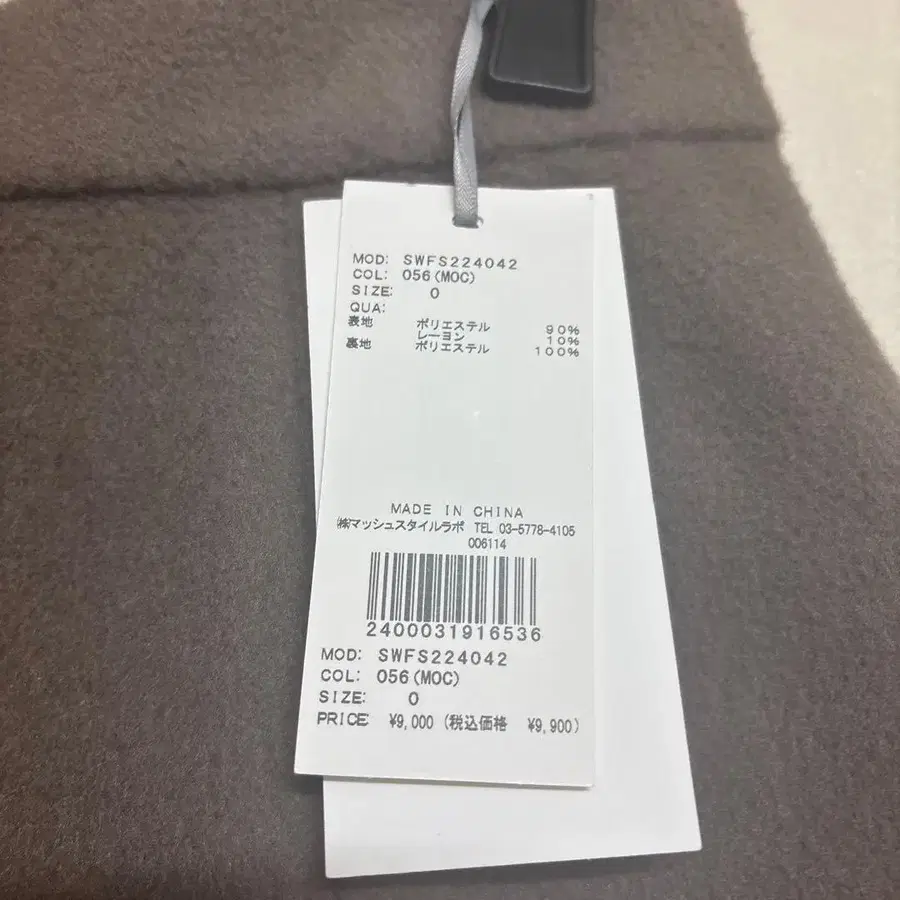 MOD: SWFS224042
COL: 056(MOC)
SIZE: 0
QUA:
表地 ポリエステル 90%
レーヨン 10%
裏地 ポリエステル 100%
MADE IN CHINA
㈱マッシュスタイルラボ TEL 03-5778-4105
006114
2400031916536
MOD: SWFS224042
COL: 056(MOC)
SIZE: 0
PRICE: ¥9,000 (税込価格 ¥9,900)